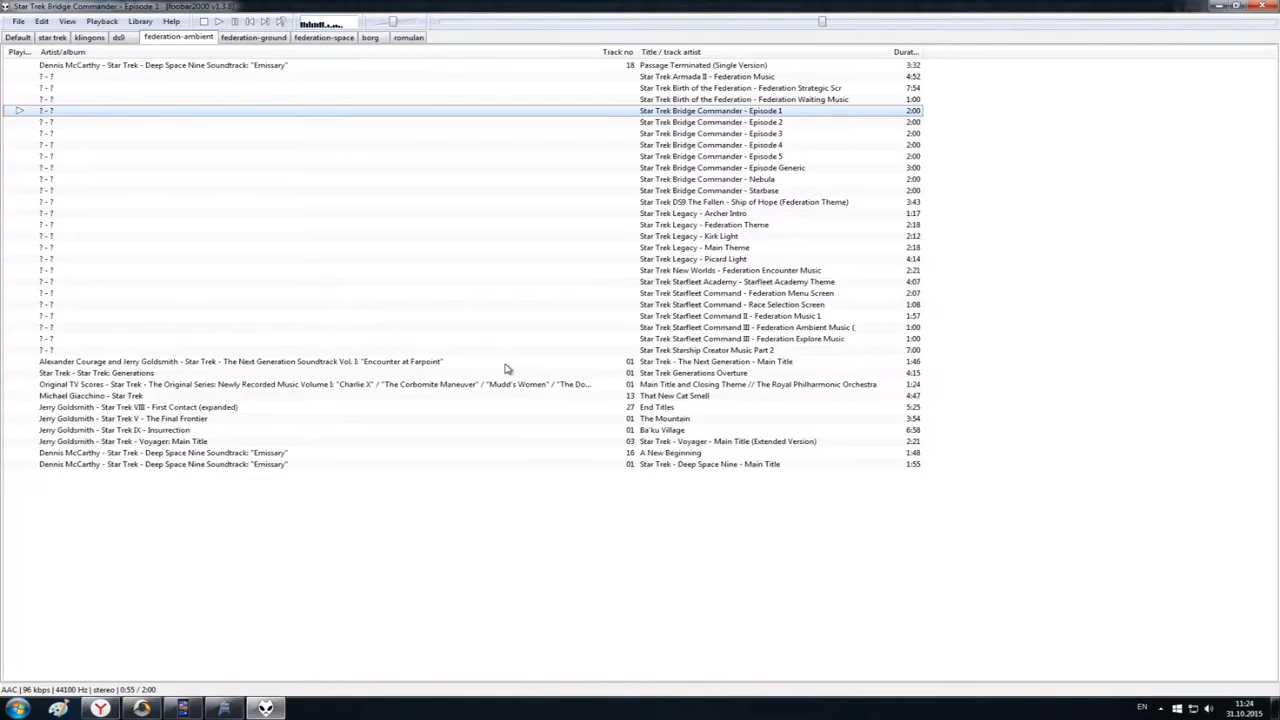 Star Trek Bridge Commander - Episode 1 [foobar2000 v1.3.8]
File Edit View Playback Library Help
Default star trek klingons ds9 federation-ambient federation-ground federation-space borg romulan
Playi... Artist/album Track no Title / track artist Durat...
Dennis McCarthy - Star Trek - Deep Space Nine Soundtrack: "Emissary" 18 Passage Terminated (Single Version) 3:32
? - ? Star Trek Armada II - Federation Music 4:52
? - ? Star Trek Birth of the Federation - Federation Strategic Scr 7:54
? - ? Star Trek Birth of the Federation - Federation Waiting Music 1:00
? - ? Star Trek Bridge Commander - Episode 1 2:00
? - ? Star Trek Bridge Commander - Episode 2 2:00
? - ? Star Trek Bridge Commander - Episode 3 2:00
? - ? Star Trek Bridge Commander - Episode 4 2:00
? - ? Star Trek Bridge Commander - Episode 5 2:00
? - ? Star Trek Bridge Commander - Episode Generic 3:00
? - ? Star Trek Bridge Commander - Nebula 2:00
? - ? Star Trek Bridge Commander - Starbase 2:00
? - ? Star Trek DS9 The Fallen - Ship of Hope (Federation Theme) 3:43
? - ? Star Trek Legacy - Archer Intro 1:17
? - ? Star Trek Legacy - Federation Theme 2:18
? - ? Star Trek Legacy - Kirk Light 2:12
? - ? Star Trek Legacy - Main Theme 2:18
? - ? Star Trek Legacy - Picard Light 4:14
? - ? Star Trek New Worlds - Federation Encounter Music 2:21
? - ? Star Trek Starfleet Academy - Starfleet Academy Theme 4:07
? - ? Star Trek Starfleet Command - Federation Menu Screen 2:07
? - ? Star Trek Starfleet Command - Race Selection Screen 1:08
? - ? Star Trek Starfleet Command II - Federation Music 1 1:57
? - ? Star Trek Starfleet Command III - Federation Ambient Music ( 1:00
? - ? Star Trek Starfleet Command III - Federation Explore Music 1:00
? - ? Star Trek Starship Creator Music Part 2 7:00
Alexander Courage and Jerry Goldsmith - Star Trek - The Next Generation Soundtrack Vol. I: "Encounter at Farpoint" 01 Star Trek - The Next Generation - Main Title 1:46
Star Trek - Star Trek: Generations 01 Star Trek Generations Overture 4:15
Original TV Scores - Star Trek - The Original Series: Newly Recorded Music Volume I: "Charlie X" / "The Corbomite Maneuver" / "Mudd's Women" / "The Do... 01 Main Title and Closing Theme // The Royal Philharmonic Orchestra 1:24
Michael Giacchino - Star Trek 13 That New Cat Smell 4:47
Jerry Goldsmith - Star Trek VIII - First Contact (expanded) 27 End Titles 5:25
Jerry Goldsmith - Star Trek V - The Final Frontier 01 The Mountain 3:54
Jerry Goldsmith - Star Trek IX - Insurrection 01 Ba'ku Village 6:58
Jerry Goldsmith - Star Trek - Voyager: Main Title 03 Star Trek - Voyager - Main Title (Extended Version) 2:21
Dennis McCarthy - Star Trek - Deep Space Nine Soundtrack: "Emissary" 16 A New Beginning 1:48
Dennis McCarthy - Star Trek - Deep Space Nine Soundtrack: "Emissary" 01 Star Trek - Deep Space Nine - Main Title 1:55
AAC | 96 kbps | 44100 Hz | stereo | 0:55 / 2:00
EN 11:24
31.10.2015